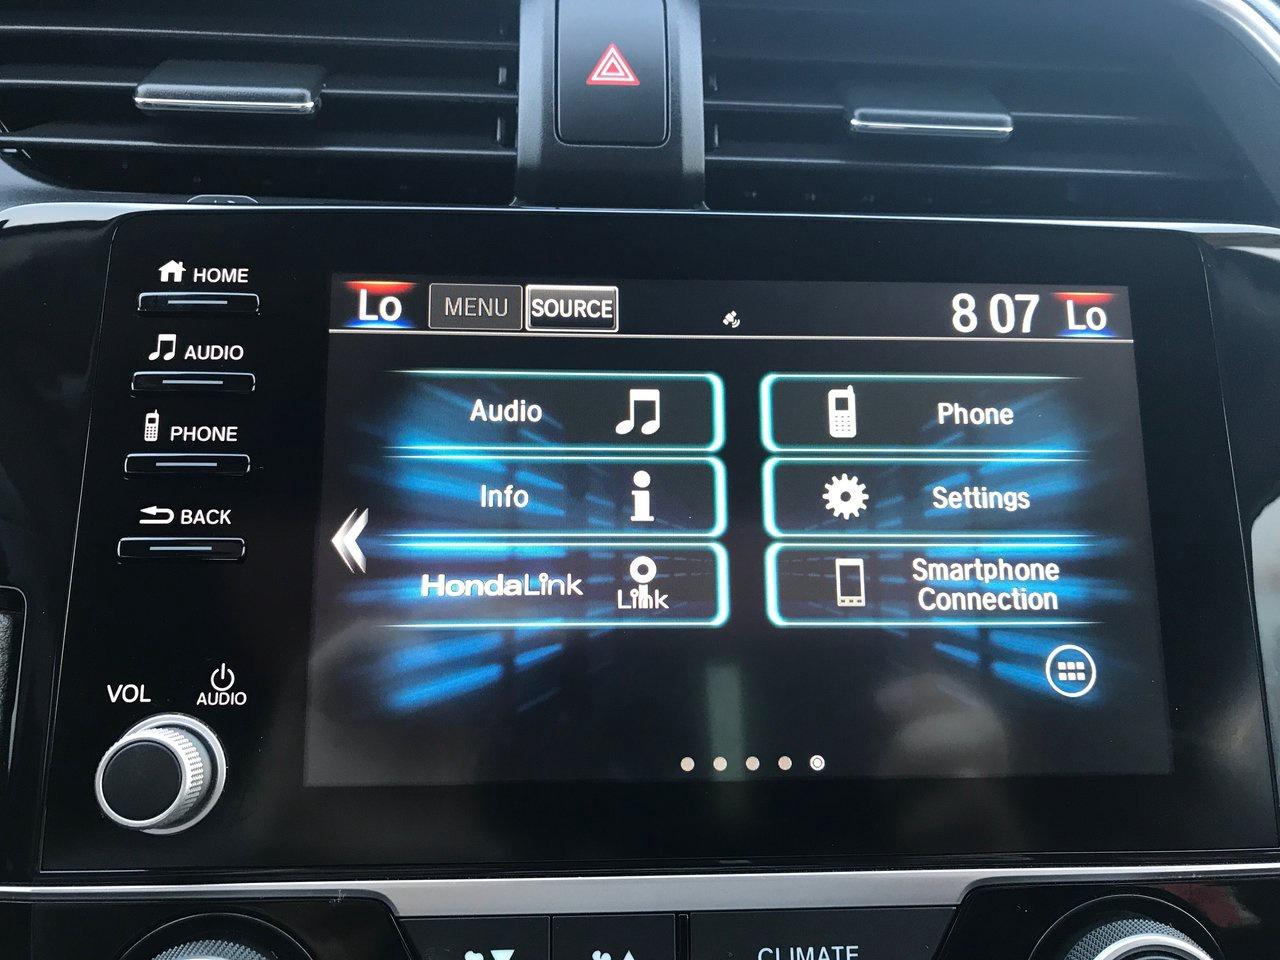 HOME
AUDIO
PHONE
BACK
VOL
AUDIO
Lo MENU SOURCE 8 07 Lo
Audio
Phone
Info
Settings
HondaLink
Link
Smartphone
Connection
CLIMATE